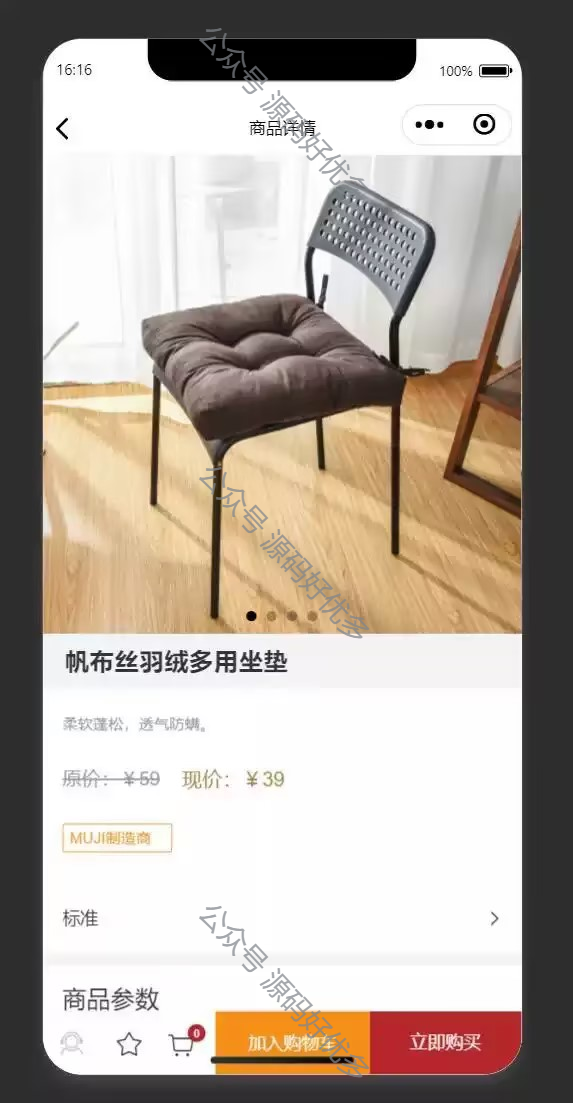 16:16
100%
商品详情
公众号 源码好优多
公众号 源码好优多
帆布丝羽绒多用坐垫
柔软蓬松，透气防螨。
原价：￥59 现价：￥39
MUJI制造商
标准
公众号 源码好优多
商品参数
0
加入购物车
立即购买